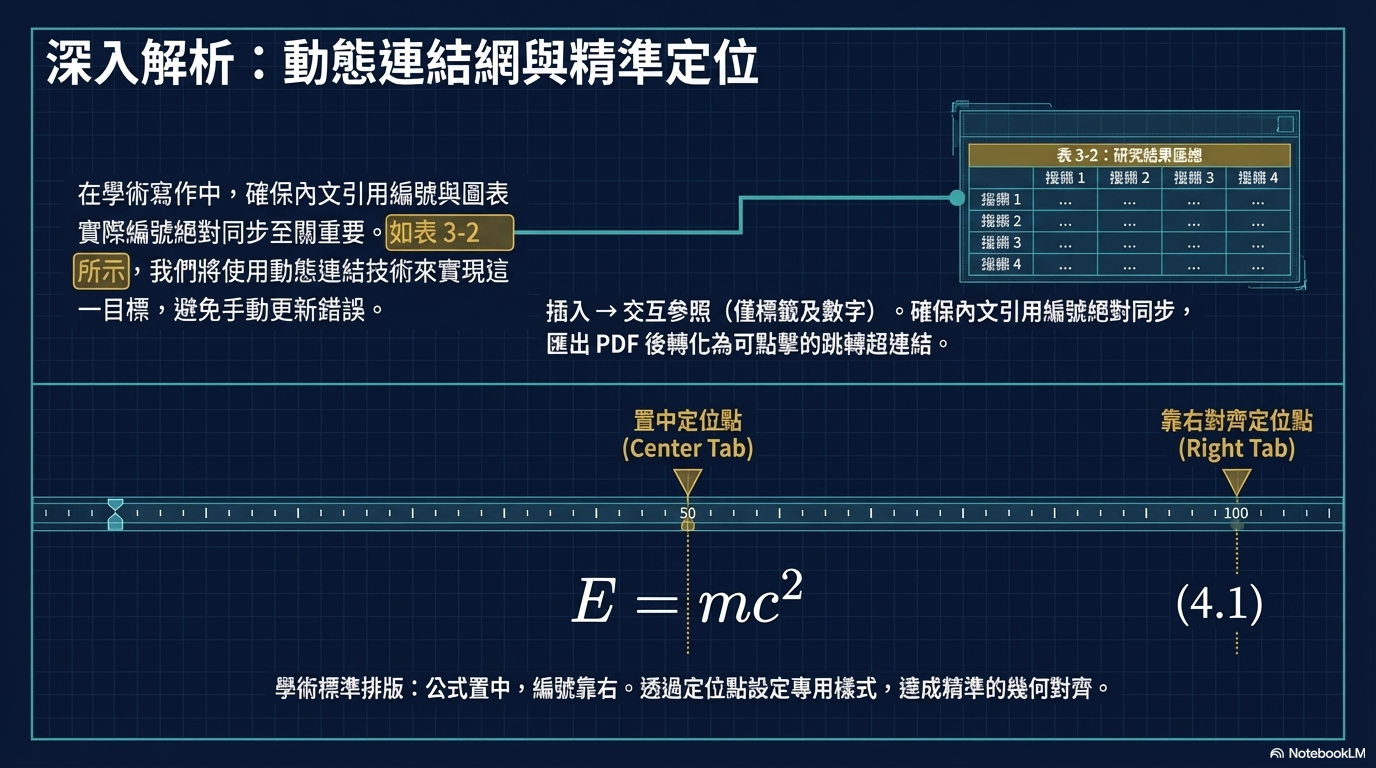 深入解析：動態連結網與精準定位
在學術寫作中，確保內文引用編號與圖表
實際編號絕對同步至關重要。如表 3-2
所示，我們將使用動態連結技術來實現這
一目標，避免手動更新錯誤。
表 3-2：研究結果匯總
1 2 3 4
1 ... ... ... ...
2 ... ... ... ...
3 ... ... ... ...
4 ... ... ... ...
插入 → 交互參照（僅標籤及數字）。確保內文引用編號絕對同步，
匯出 PDF 後轉化為可點擊的跳轉超連結。
置中定位點
(Center Tab)
靠右對齊定位點
(Right Tab)
50 100
E = mc²
(4.1)
學術標準排版：公式置中，編號靠右。透過定位點設定專用樣式，達成精準的幾何對齊。
NotebookLM